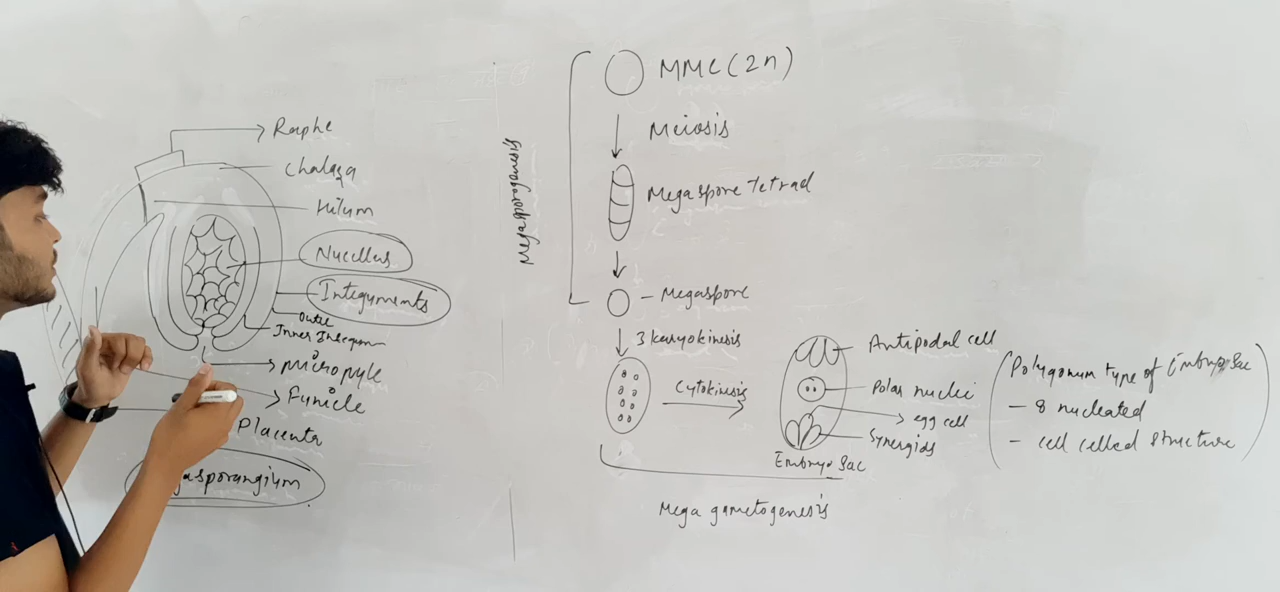 Raphe
Chalaza
Hilum
Nucellus
Integuments
Outer
Inner Integum
Micropyle
Funicle
Placenta
gasporangium
Megasporogenesis
MMC (2n)
Meiosis
Megaspore tetrad
- Megaspore
3 karyokinesis
Cytokinesis
Antipodal cell
Polar nuclei
egg cell
Synergids
Embryo Sac
Mega gametogenesis
Polygonum type of Embryo Sac
- 8 nucleated
- cell celled structure